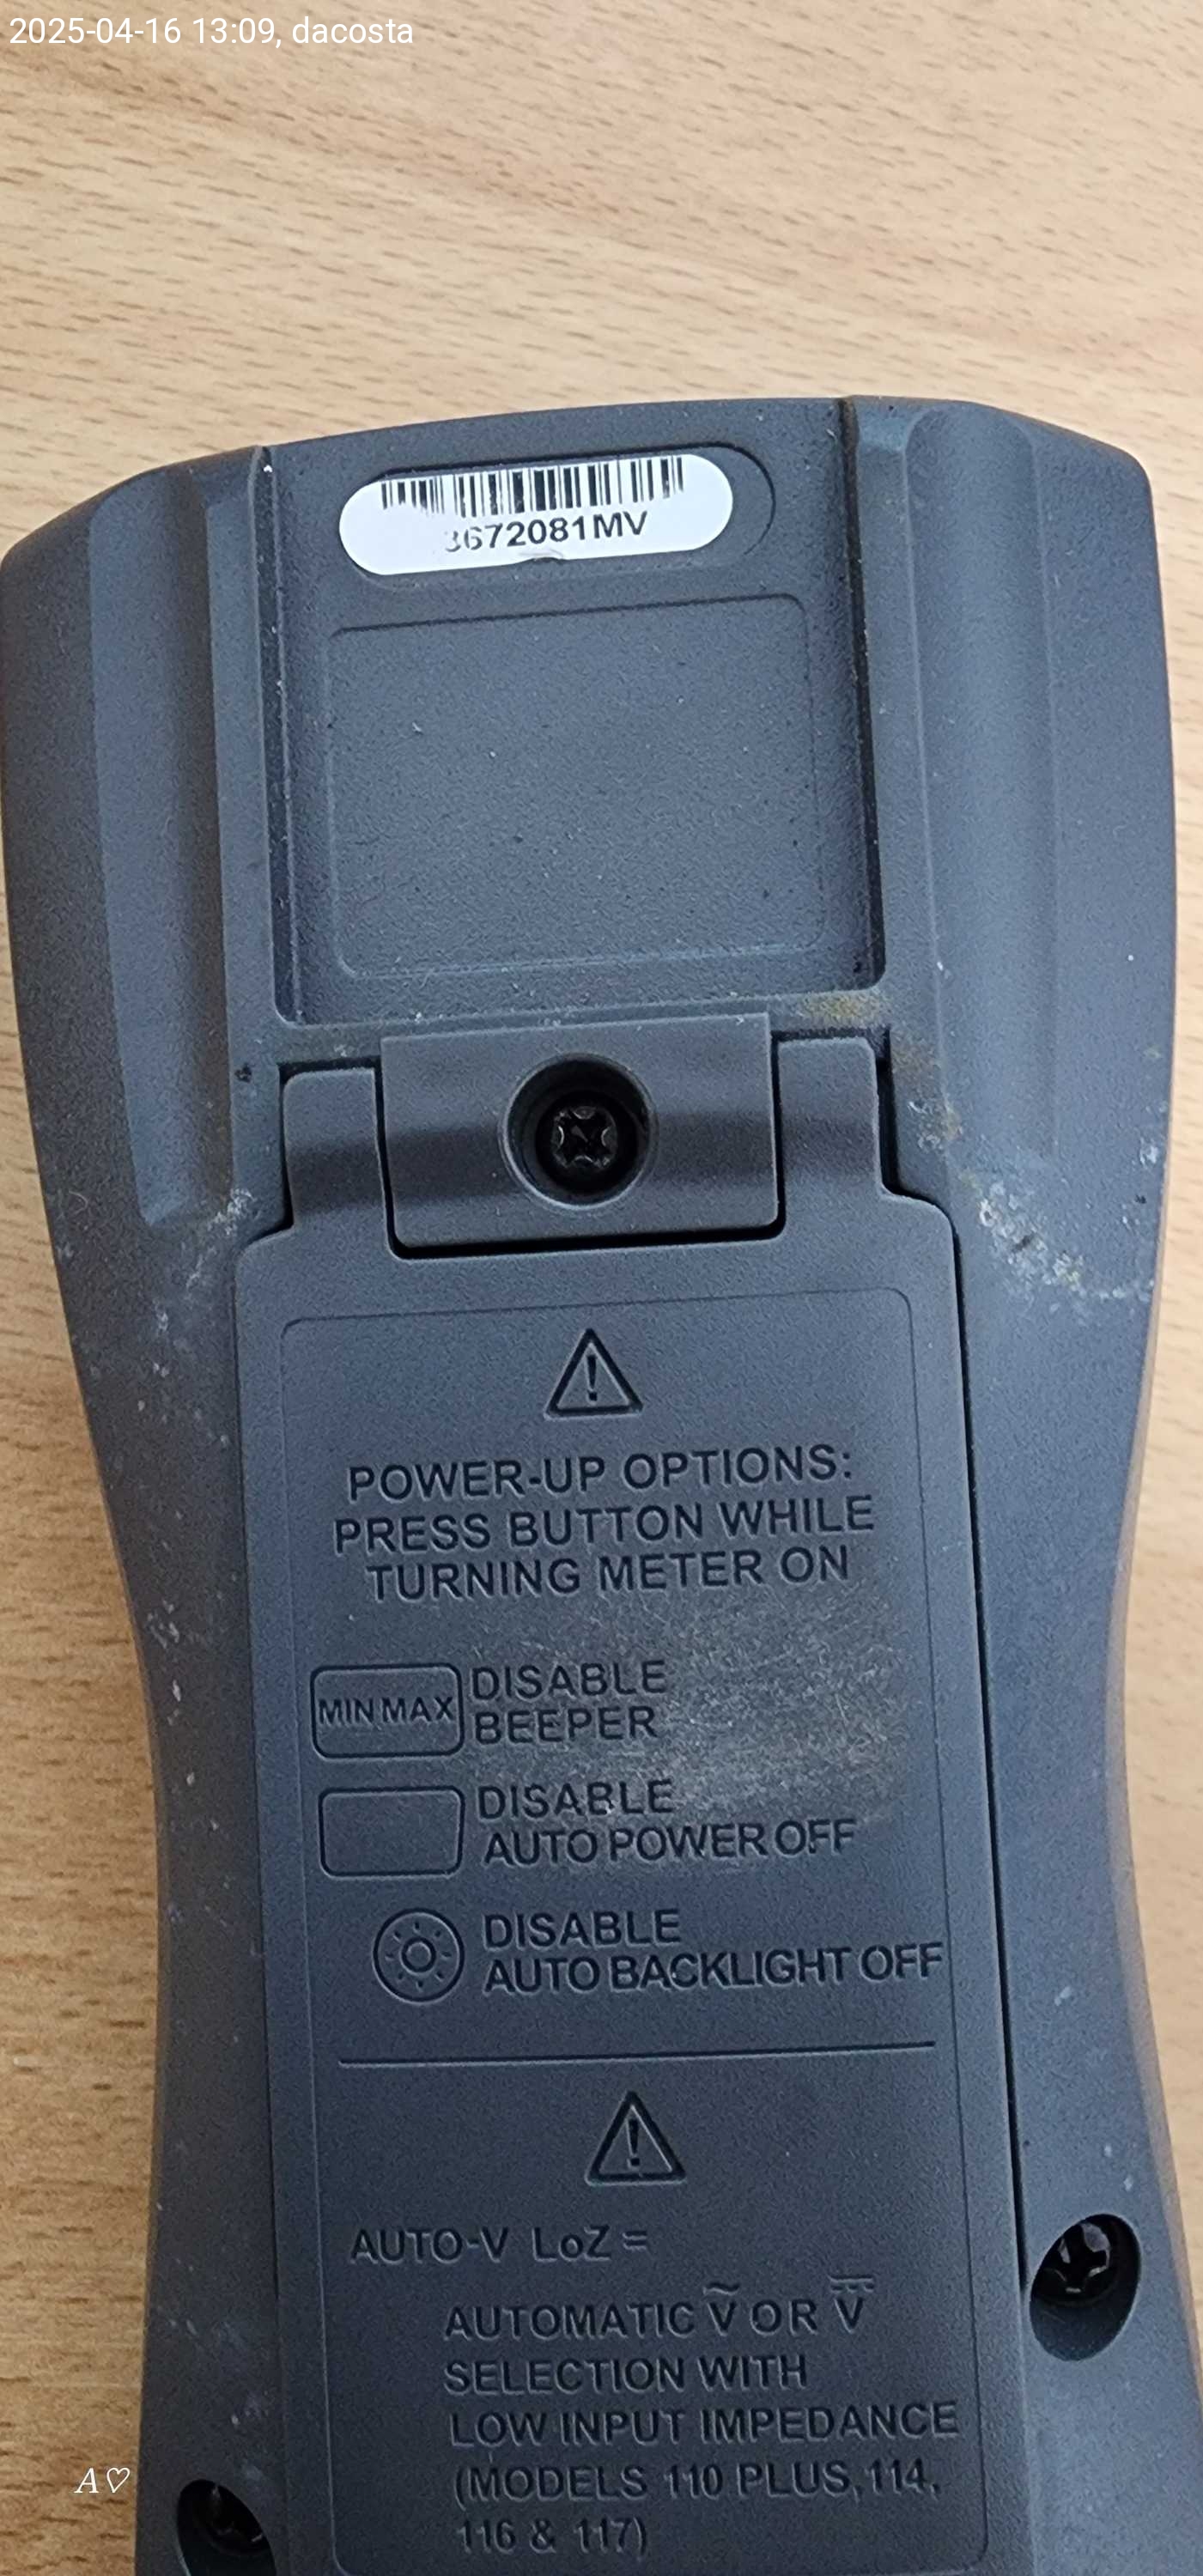 2025-04-16 13:09, dacosta
3672081MV
POWER-UP OPTIONS:
PRESS BUTTON WHILE
TURNING METER ON
MIN MAX
DISABLE
BEEPER
DISABLE
AUTO POWER OFF
DISABLE
AUTO BACKLIGHT OFF
AUTO-V LoZ =
AUTOMATIC Ṽ OR V
SELECTION WITH
LOW INPUT IMPEDANCE
(MODELS 110 PLUS, 114,
116 & 117)
A♡